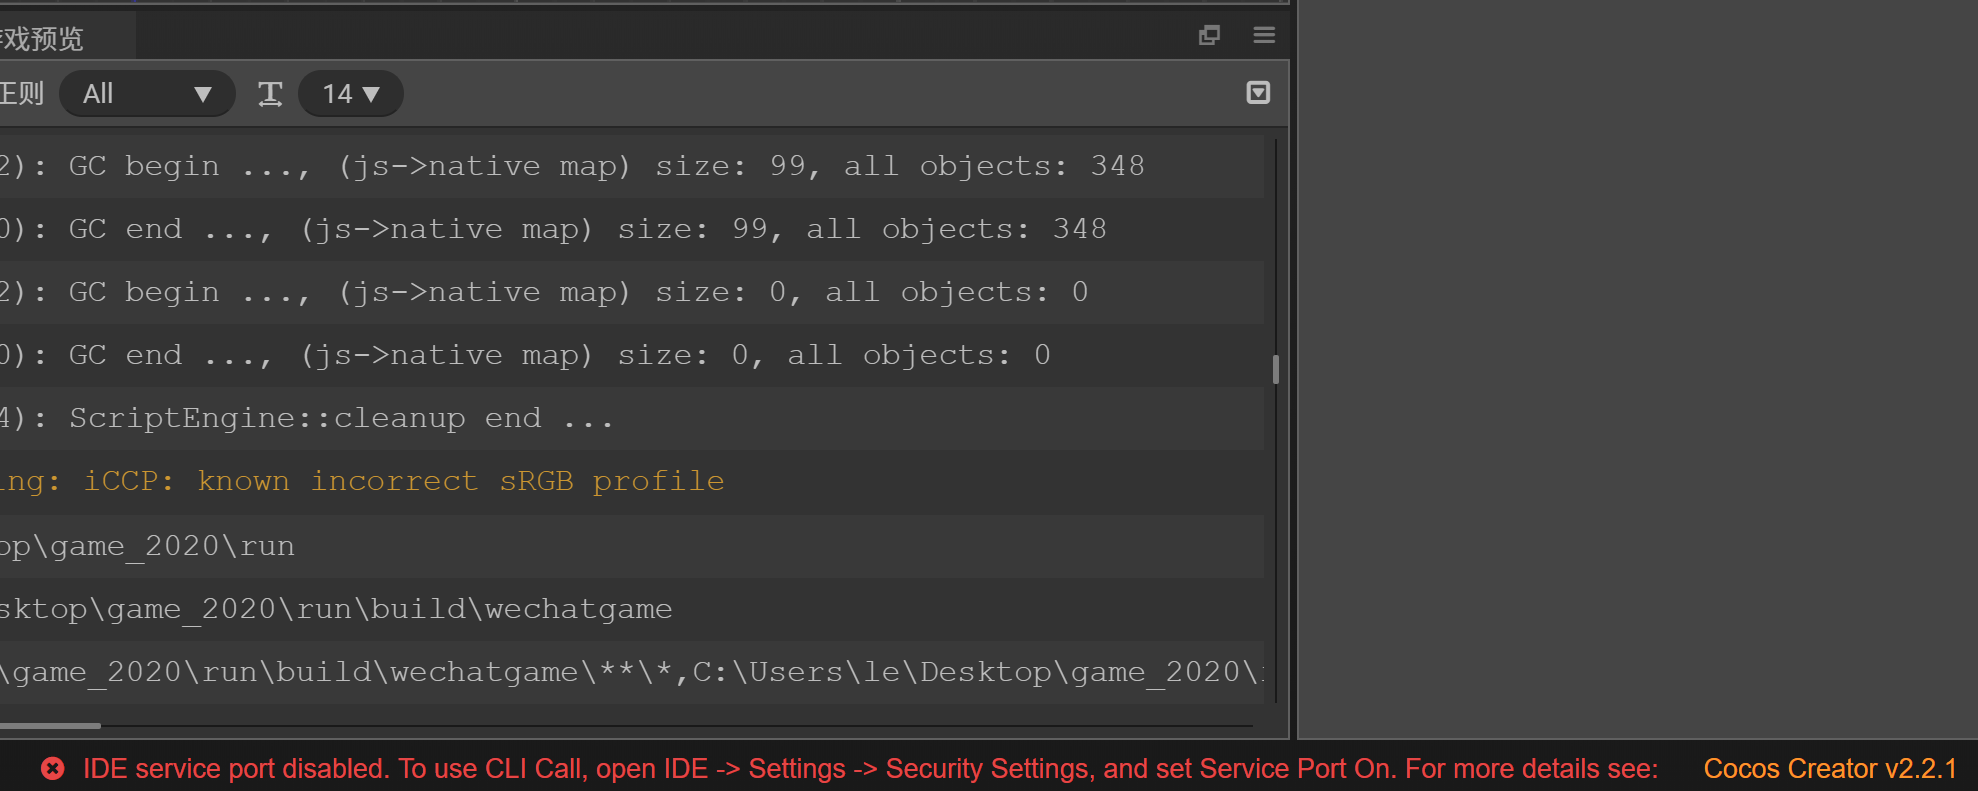 戏预览
正则 All 14
2): GC begin ..., (js->native map) size: 99, all objects: 348
0): GC end ..., (js->native map) size: 99, all objects: 348
2): GC begin ..., (js->native map) size: 0, all objects: 0
0): GC end ..., (js->native map) size: 0, all objects: 0
4): ScriptEngine::cleanup end ...
ing: iCCP: known incorrect sRGB profile
op\game_2020\run
sktop\game_2020\run\build\wechatgame
\game_2020\run\build\wechatgame\**\*,C:\Users\le\Desktop\game_2020\
IDE service port disabled. To use CLI Call, open IDE -> Settings -> Security Settings, and set Service Port On. For more details see: Cocos Creator v2.2.1